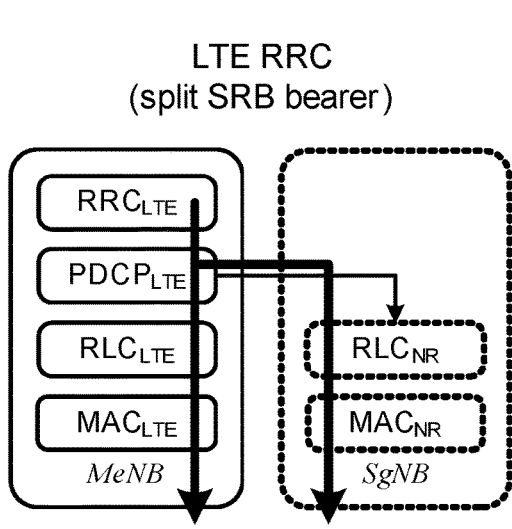 LTE RRC
(split SRB bearer)
RRCLTE
PDCPLTE
RLCLTE
RLCNR
MACLTE
MACNR
MeNB
SgNB